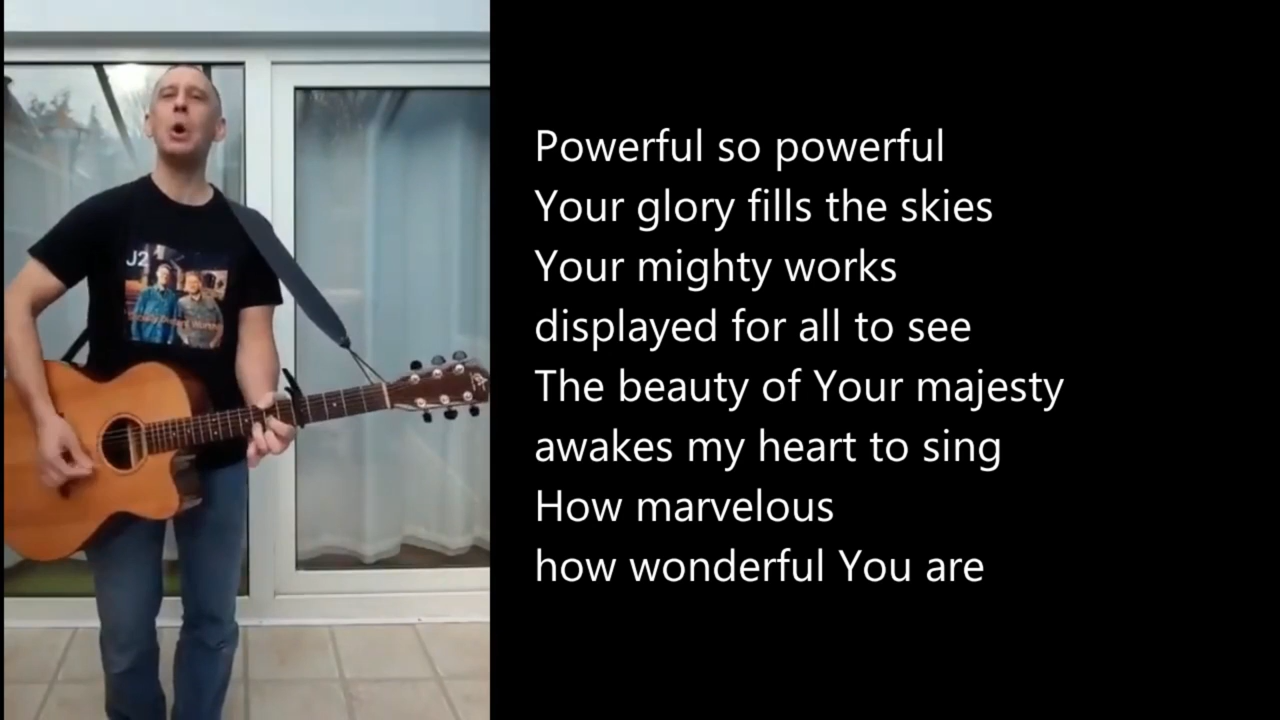 J2
Powerful so powerful
Your glory fills the skies
Your mighty works
displayed for all to see
The beauty of Your majesty
awakes my heart to sing
How marvelous
how wonderful You are